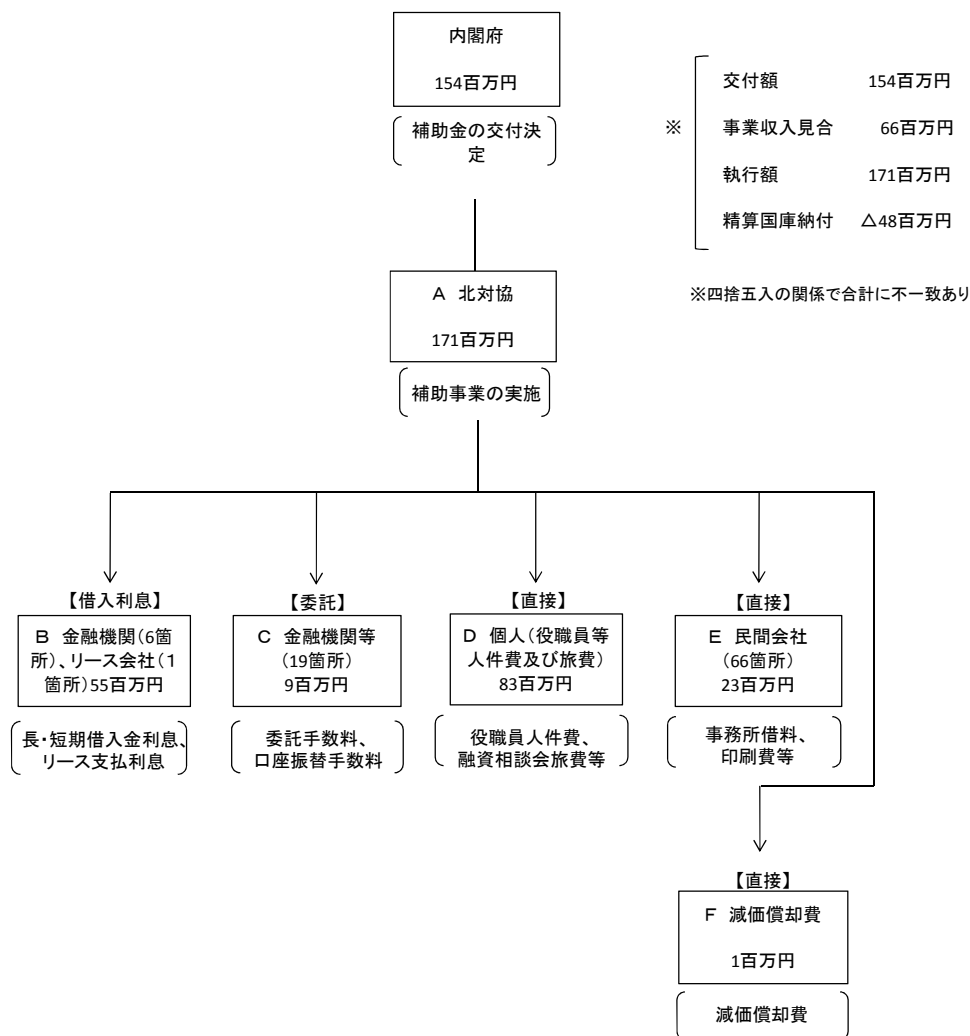 内閣府
154百万円
補助金の交付決
定
※
交付額 154百万円
事業収入見合 66百万円
執行額 171百万円
精算国庫納付 △48百万円
※四捨五入の関係で合計に不一致あり
A 北対協
171百万円
補助事業の実施
【借入利息】
B 金融機関(6箇
所)、リース会社(1
箇所)55百万円
長・短期借入金利息、
リース支払利息
【委託】
C 金融機関等
(19箇所)
9百万円
委託手数料、
口座振替手数料
【直接】
D 個人(役職員等
人件費及び旅費)
83百万円
役職員人件費、
融資相談会旅費等
【直接】
E 民間会社
(66箇所)
23百万円
事務所借料、
印刷費等
【直接】
F 減価償却費
1百万円
減価償却費